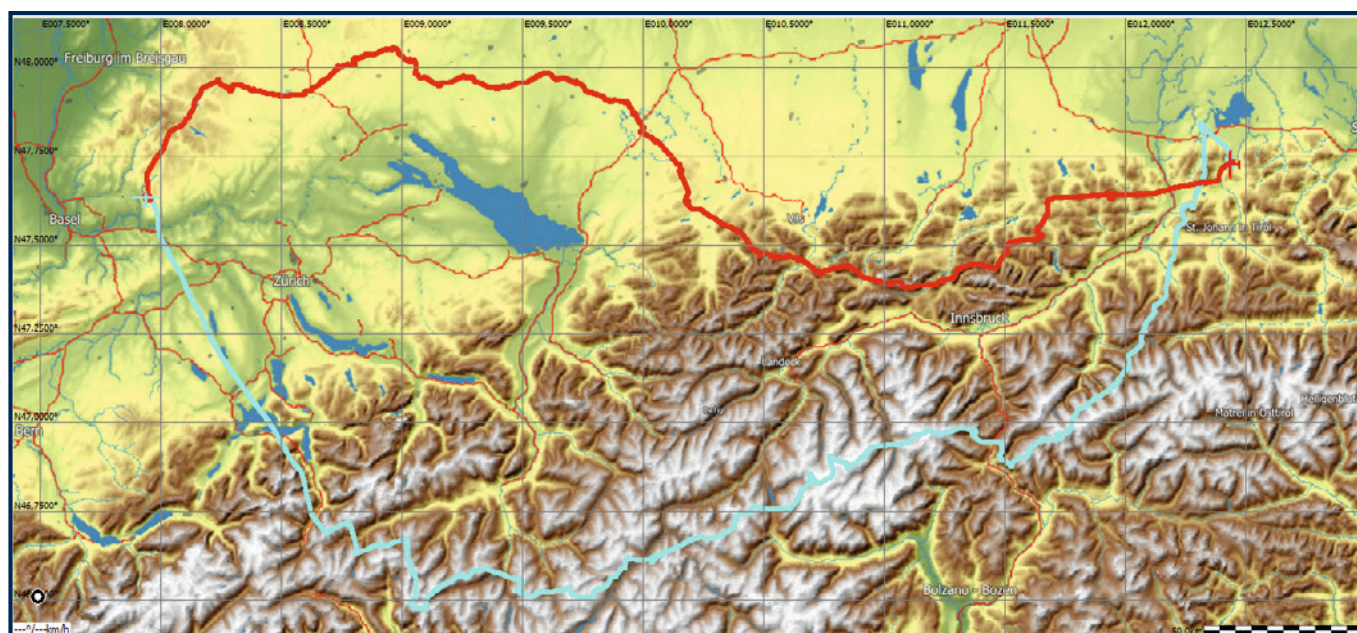 E007,5000° E008,0000° E008,5000° E009,0000° E009,5000° E010,0000° E010,5000° E011,0000° E011,5000° E012,0000° E012,5000°
Freiburg im Breisgau
N48,0000°
N47,7500°
Basel
Vils
St. Johann in Tirol
N47,5000°
Zürich
Innsbruck
N47,2500°
Landeck
Matrei in Osttirol
N47,0000°
Bern
N46,7500°
Bolzano - Bozen
---°/---km/h